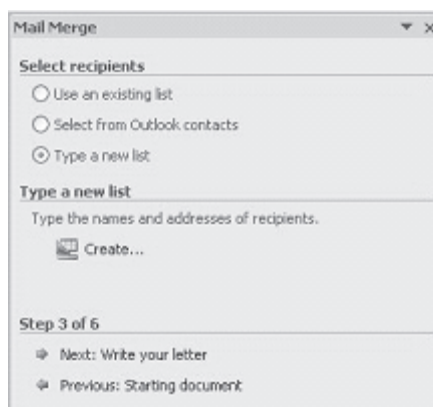 Mail Merge
Select recipients
Use an existing list
Select from Outlook contacts
Type a new list
Type a new list
Type the names and addresses of recipients.
Create...
Step 3 of 6
Next: Write your letter
Previous: Starting document